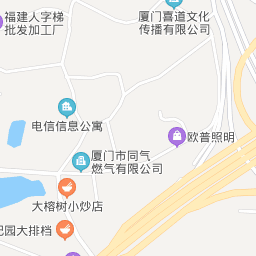 福建人字梯
批发加工厂
厦门喜道文化
传播有限公司
电信信息公寓
欧普照明
厦门市同气
燃气有限公司
大榕树小炒店
园大排档